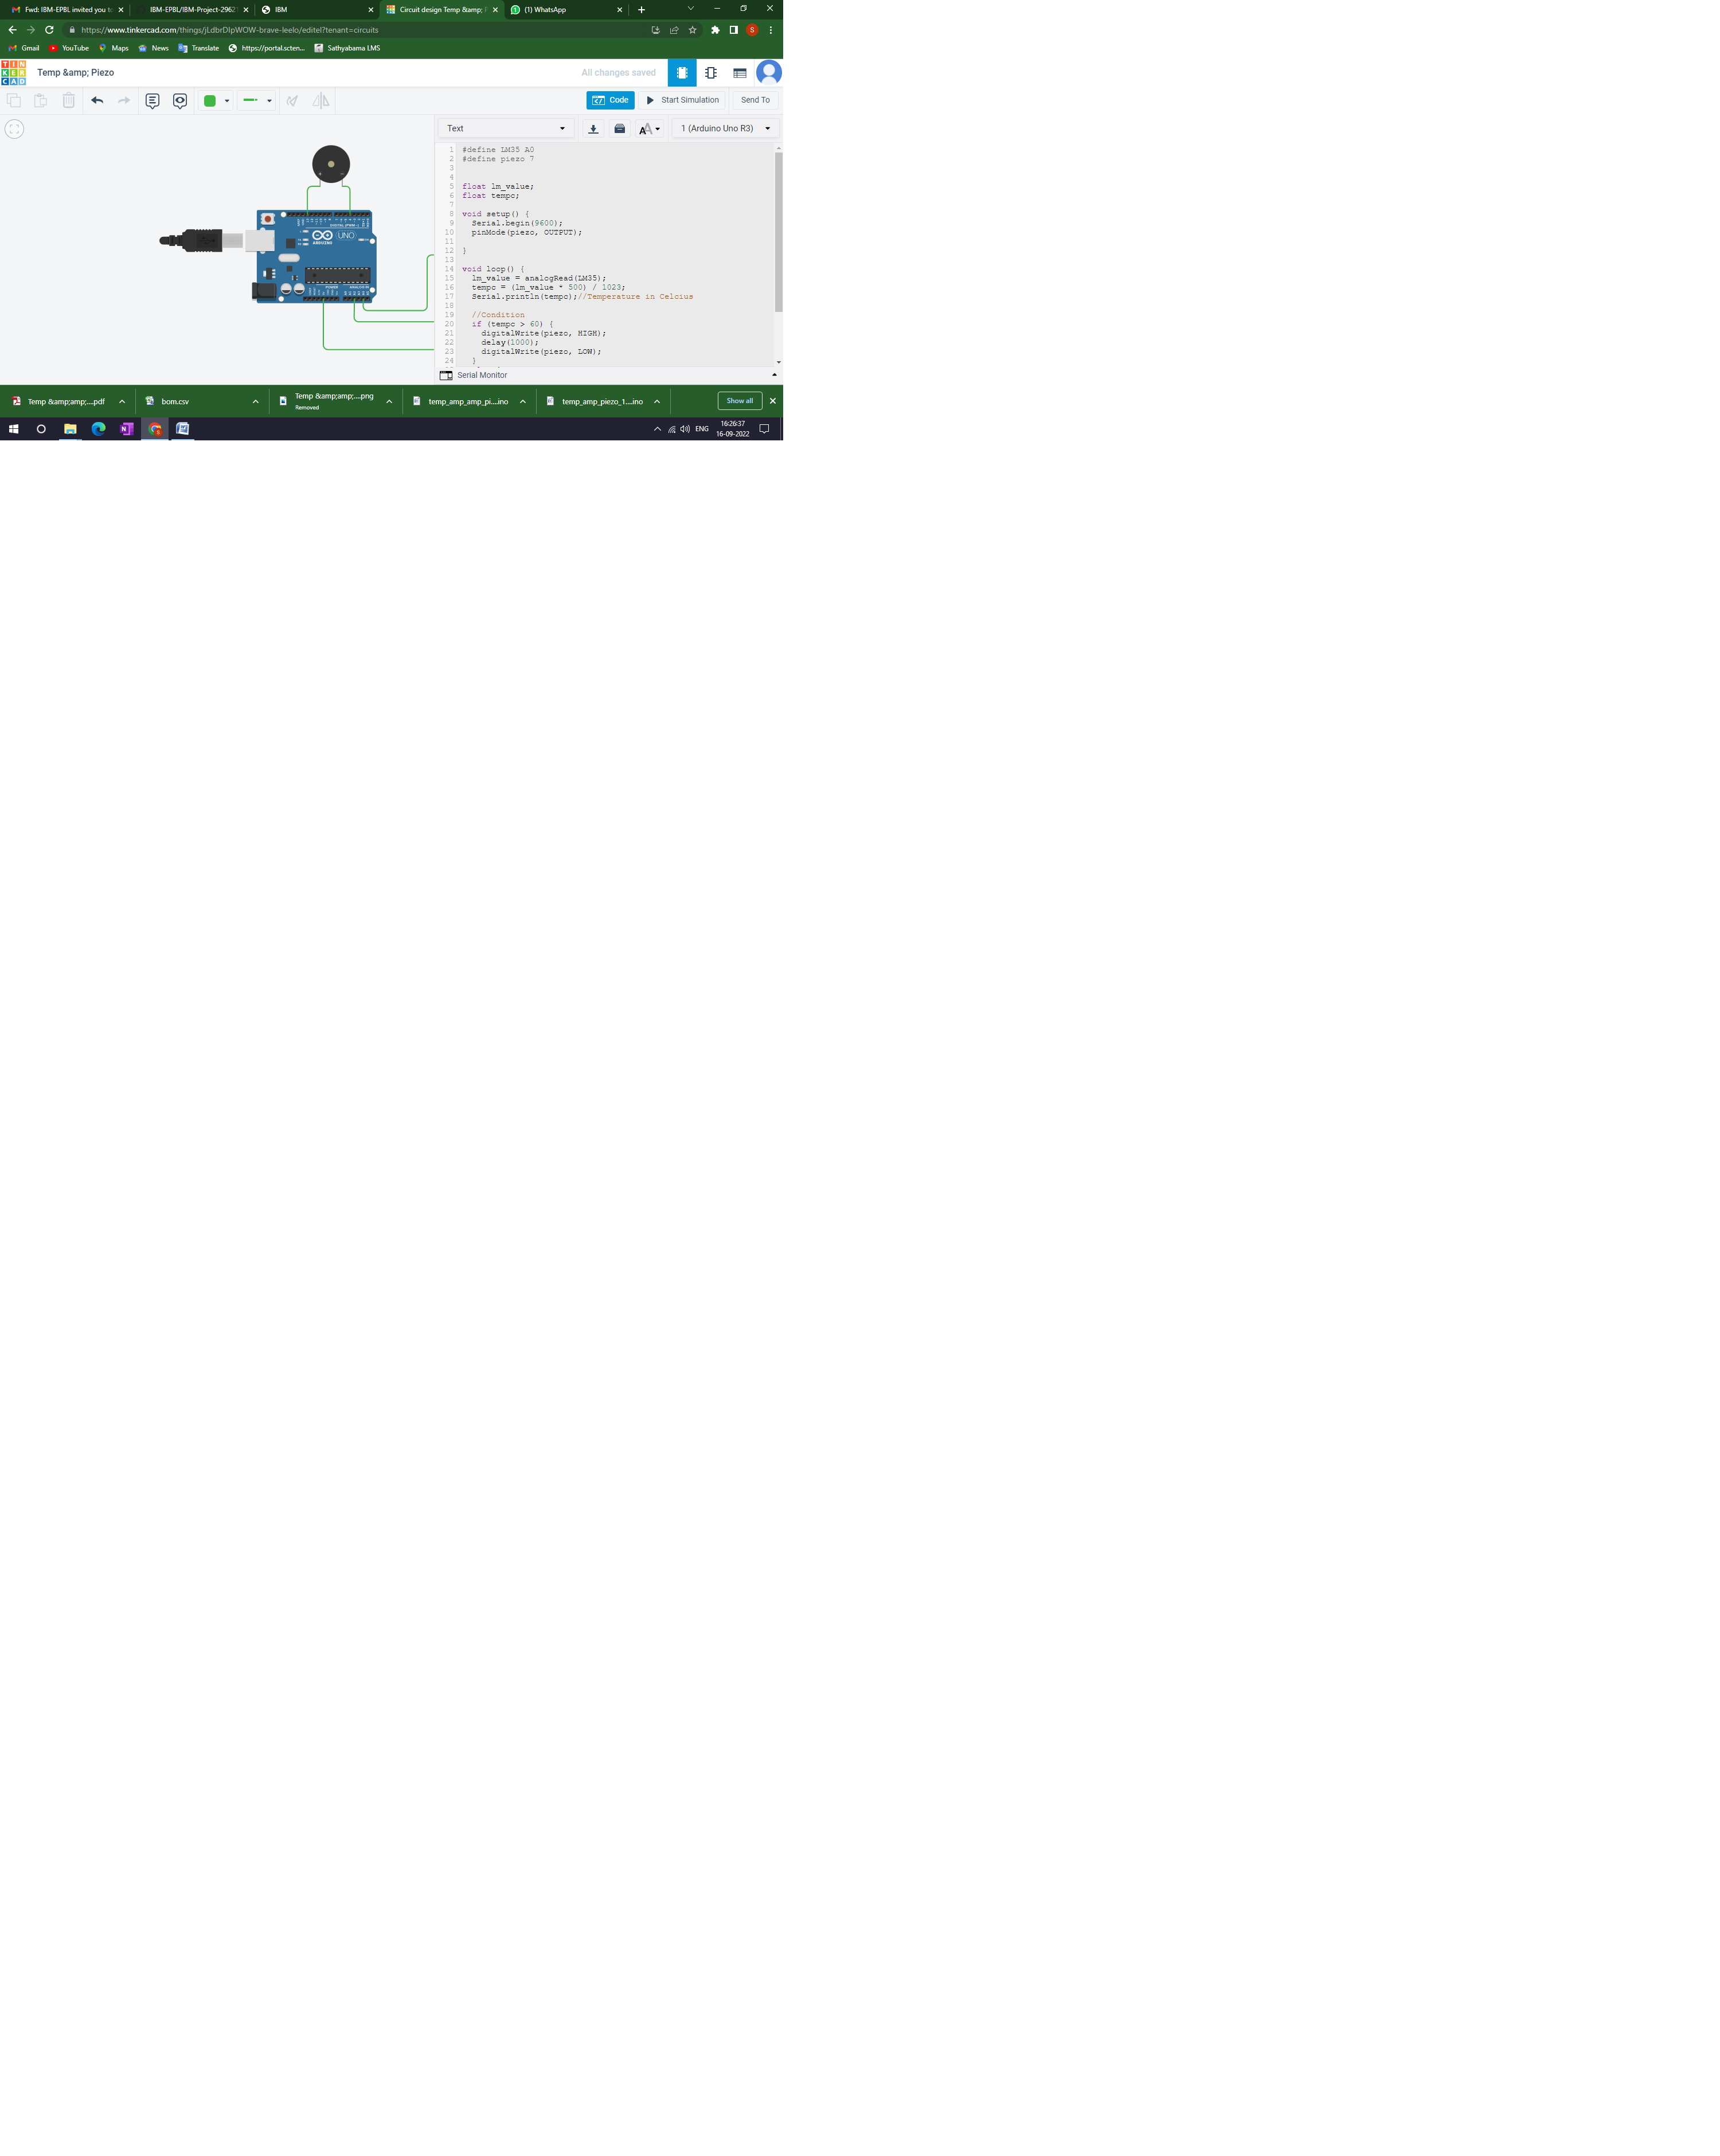 Fwd: IBM-EPBL invited you to
IBM-EPBL/IBM-Project-2962
IBM
Circuit design Temp &amp; P
(1) WhatsApp
https://www.tinkercad.com/things/jLdbrDIpWOW-brave-leelo/editel?tenant=circuits
Gmail
YouTube
Maps
News
Translate
https://portal.scten...
Sathyabama LMS
TIN
KER
CAD
Temp &amp; Piezo
All changes saved
Code
Start Simulation
Send To
Text
1 (Arduino Uno R3)
1 #define LM35 A0
2 #define piezo 7
3
4
5 float lm_value;
6 float tempc;
7
8 void setup() {
9 Serial.begin(9600);
10 pinMode(piezo, OUTPUT);
11
12 }
13
14 void loop() {
15 lm_value = analogRead(LM35);
16 tempc = (lm_value * 500) / 1023;
17 Serial.println(tempc);//Temperature in Celcius
18
19 //Condition
20 if (tempc > 60) {
21 digitalWrite(piezo, HIGH);
22 delay(1000);
23 digitalWrite(piezo, LOW);
24 }
UNO
ARDUINO
POWER
ANALOG IN
Serial Monitor
Temp &amp;amp;....pdf
bom.csv
Temp &amp;amp;....png
Removed
temp_amp_amp_pi....ino
temp_amp_piezo_1....ino
Show all
ENG
16:26:37
16-09-2022